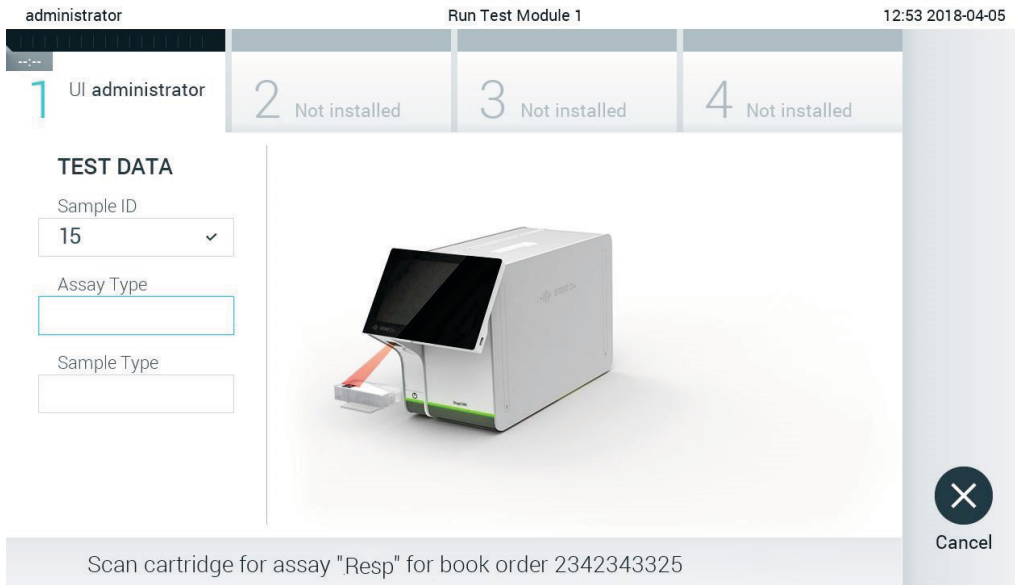 administrator Run Test Module 1 12:53 2018-04-05
--:--
1 UI administrator 2 Not installed 3 Not installed 4 Not installed
TEST DATA
Sample ID
15
Assay Type
Sample Type
Cancel
Scan cartridge for assay "Resp" for book order 2342343325